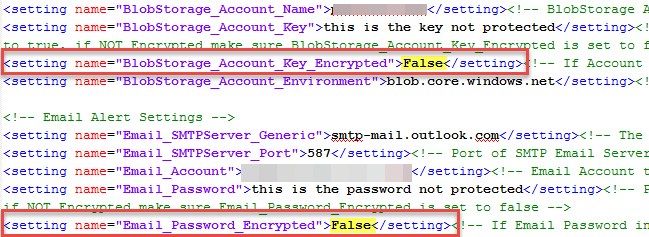 <setting name="BlobStorage_Account_Name"></setting><!-- BlobStorage A
<setting name="BlobStorage_Account_Key">this is the key not protected</setting><!--
to true, if NOT Encrypted make sure BlobStorage_Account_Key_Encrypted is set to f
<setting name="BlobStorage_Account_Key_Encrypted">False</setting><!-- If Account
<setting name="BlobStorage_Account_Environment">blob.core.windows.net</setting><!
<!-- Email Alert Settings -->
<setting name="Email_SMTPServer_Generic">smtp-mail.outlook.com</setting><!-- The
<setting name="Email_SMTPServer_Port">587</setting><!-- Port of SMTP Email Server
<setting name="Email_Account"></setting><!-- Email Account t
<setting name="Email_Password">this is the password not protected</setting><!-- P
if NOT Encrypted make sure Email_Password_Encrypted is set to false -->
<setting name="Email_Password_Encrypted">False</setting><!-- If Email Password in